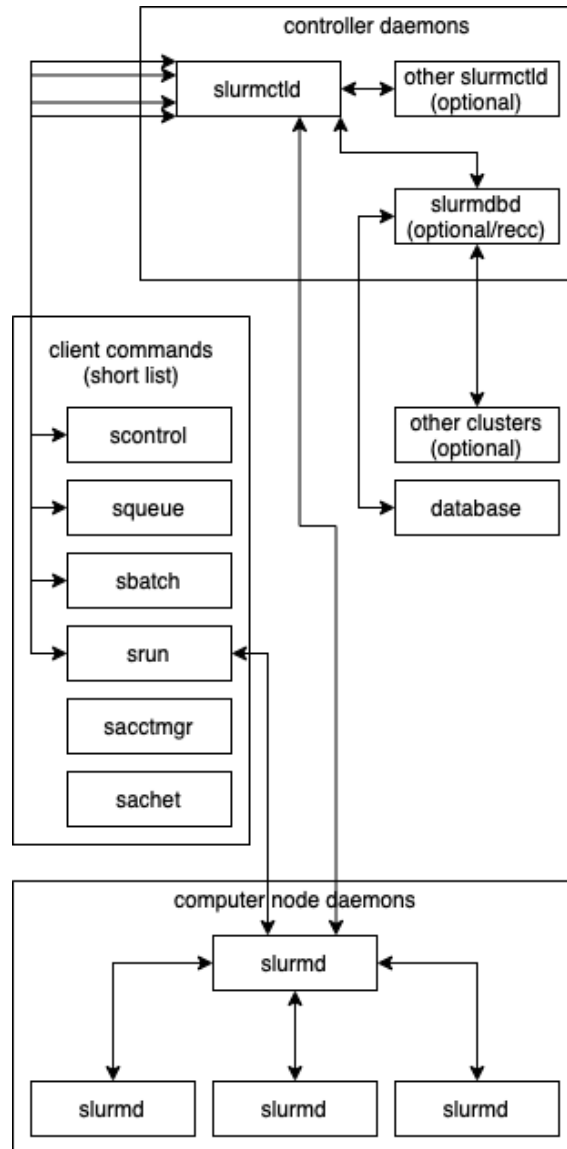 controller daemons
slurmctld
other slurmctld
(optional)
slurmdbd
(optional/recc)
client commands
(short list)
scontrol
other clusters
(optional)
squeue
database
sbatch
srun
sacctmgr
sachet
computer node daemons
slurmd
slurmd
slurmd
slurmd